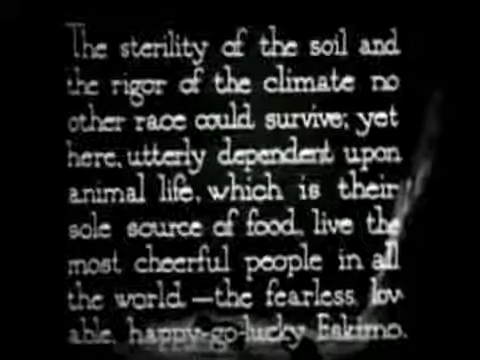 The sterility of the soil and
the rigor of the climate no
other race could survive; yet
here, utterly dependent upon
animal life, which is their
sole source of food, live the
most cheerful people in all
the world—the fearless, lov-
able, happy-go-lucky Eskimo.